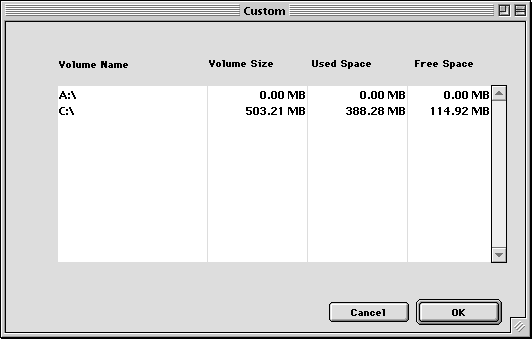 Custom
Volume Name Volume Size Used Space Free Space
A:\ 0.00 MB 0.00 MB 0.00 MB
C:\ 503.21 MB 388.28 MB 114.92 MB
Cancel OK